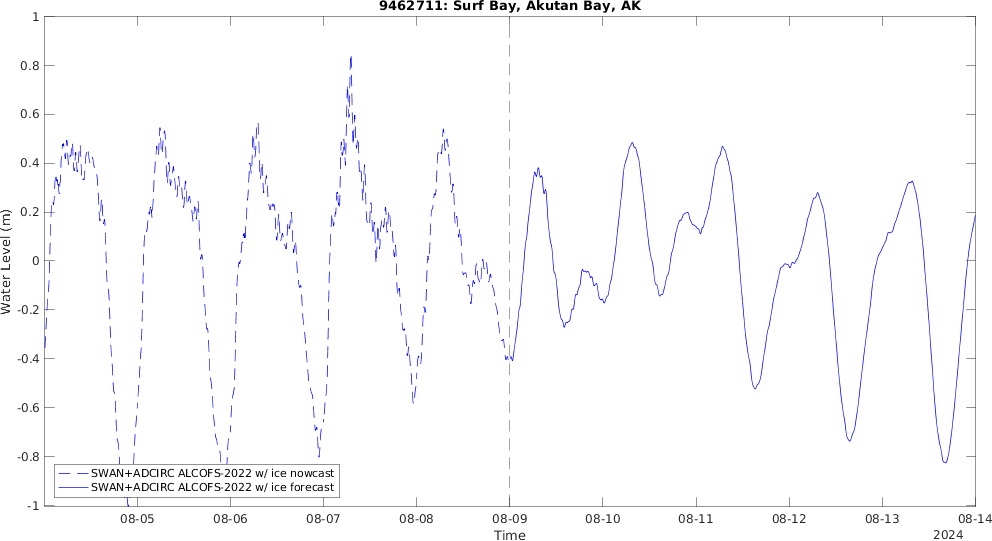 9462711: Surf Bay, Akutan Bay, AK
1
0.8
0.6
0.4
0.2
0
-0.2
-0.4
-0.6
-0.8
-1
Water Level (m)
SWAN+ADCIRC ALCOFS-2022 w/ ice nowcast
SWAN+ADCIRC ALCOFS-2022 w/ ice forecast
08-05 08-06 08-07 08-08 08-09 08-10 08-11 08-12 08-13 08-14
Time
2024